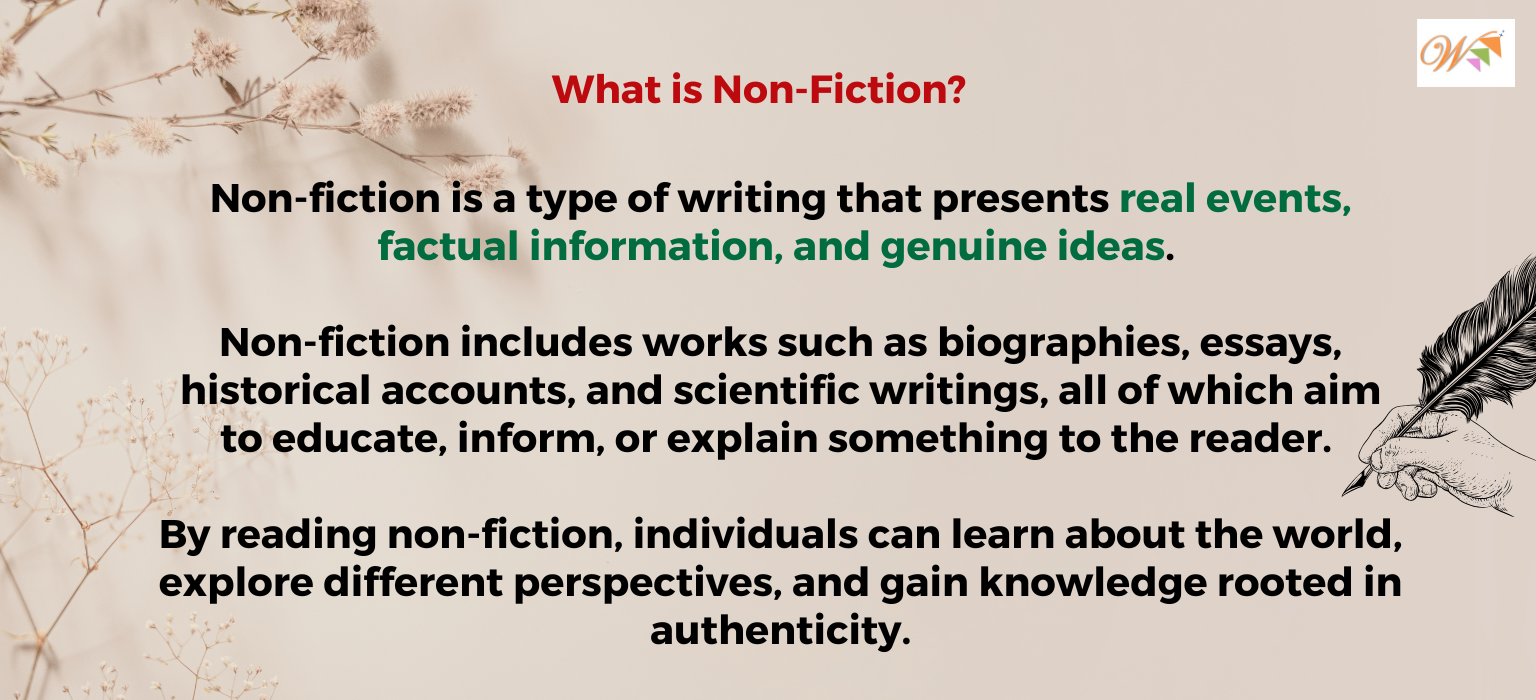 W
What is Non-Fiction?
Non-fiction is a type of writing that presents real events,
factual information, and genuine ideas.
Non-fiction includes works such as biographies, essays,
historical accounts, and scientific writings, all of which aim
to educate, inform, or explain something to the reader.
By reading non-fiction, individuals can learn about the world,
explore different perspectives, and gain knowledge rooted in
authenticity.